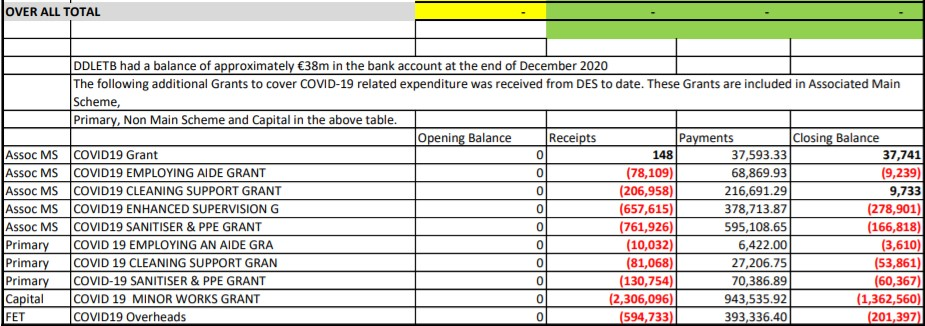 OVER ALL TOTAL - - - -
DDLETB had a balance of approximately €38m in the bank account at the end of December 2020
The following additional Grants to cover COVID-19 related expenditure was received from DES to date. These Grants are included in Associated Main
Scheme,
Primary, Non Main Scheme and Capital in the above table.
Opening Balance Receipts Payments Closing Balance
Assoc MS COVID19 Grant 0 148 37,593.33 37,741
Assoc MS COVID19 EMPLOYING AIDE GRANT 0 (78,109) 68,869.93 (9,239)
Assoc MS COVID19 CLEANING SUPPORT GRANT 0 (206,958) 216,691.29 9,733
Assoc MS COVID19 ENHANCED SUPERVISION G 0 (657,615) 378,713.87 (278,901)
Assoc MS COVID19 SANITISER & PPE GRANT 0 (761,926) 595,108.65 (166,818)
Primary COVID 19 EMPLOYING AN AIDE GRA 0 (10,032) 6,422.00 (3,610)
Primary COVID 19 CLEANING SUPPORT GRAN 0 (81,068) 27,206.75 (53,861)
Primary COVID-19 SANITISER & PPE GRANT 0 (130,754) 70,386.89 (60,367)
Capital COVID 19 MINOR WORKS GRANT 0 (2,306,096) 943,535.92 (1,362,560)
FET COVID19 Overheads 0 (594,733) 393,336.40 (201,397)